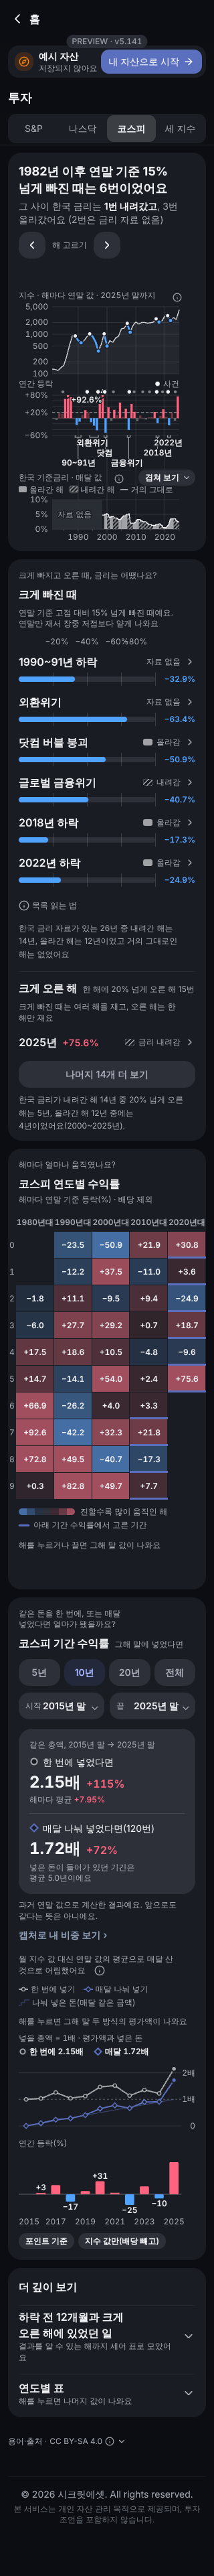 홈
PREVIEW · v5.141
예시 자산
저장되지 않아요
내 자산으로 시작 →
투자
S&P
나스닥
코스피
세 지수
1982년 이후 연말 기준 15%
넘게 빠진 때는 6번이었어요
그 사이 한국 금리는 1번 내려갔고, 3번
올라갔어요 (2번은 금리 자료 없음)
해 고르기
지수 · 해마다 연말 값 · 2025년 말까지
5,000
2,000
1,000
500
200
100
연간 등락
사건
+80%
+92.6%
+20%
−60%
외환위기
2022년
닷컴
2018년
90~91년
금융위기
한국 기준금리 · 매달 값
겹쳐 보기
올라간 해
내려간 해
거의 그대로
10%
5%
0%
자료 없음
1990
2000
2010
2020
크게 빠지고 오른 때, 금리는 어땠나요?
크게 빠진 때
연말 기준 고점 대비 15% 넘게 빠진 때예요.
연말만 재서 장중 저점보다 얕게 나와요
−20%
−40%
−60%
−80%
1990~91년 하락
자료 없음
−32.9%
외환위기
자료 없음
−63.4%
닷컴 버블 붕괴
올라감
−50.9%
글로벌 금융위기
내려감
−40.7%
2018년 하락
올라감
−17.3%
2022년 하락
올라감
−24.9%
목록 읽는 법
한국 금리 자료가 있는 26년 중 내려간 해는
14년, 올라간 해는 12년이었고 거의 그대로인
해는 없었어요
크게 오른 해
한 해에 20% 넘게 오른 해 15번
크게 빠지는 때는 여러 해를 재고, 오른 해는 한
해만 재요
2025년 +75.6%
금리 내려감
나머지 14개 더 보기
한국 금리가 내려간 해 14년 중 20% 넘게 오른
해는 5년, 올라간 해 12년 중에는
4년이었어요(2000~2025년).
해마다 얼마나 움직였나요?
코스피 연도별 수익률
해마다 연말 기준 등락(%) · 배당 제외
1980년대 1990년대 2000년대 2010년대 2020년대
0 −23.5 −50.9 +21.9 +30.8
1 −12.2 +37.5 −11.0 +3.6
2 −1.8 +11.1 −9.5 +9.4 −24.9
3 −6.0 +27.7 +29.2 +0.7 +18.7
4 +17.5 +18.6 +10.5 −4.8 −9.6
5 +14.7 −14.1 +54.0 +2.4 +75.6
6 +66.9 −26.2 +4.0 +3.3
7 +92.6 −42.2 +32.3 +21.8
8 +72.8 +49.5 −40.7 −17.3
9 +0.3 +82.8 +49.7 +7.7
진할수록 많이 움직인 해
아래 기간 수익률에서 고른 기간
해를 누르거나 끌면 그해 말 값이 나와요
같은 돈을 한 번에, 또는 매달
넣었다면 얼마가 됐을까요?
코스피 기간 수익률
그해 말에 넣었다면
5년
10년
20년
전체
시작 2015년 말
끝 2025년 말
같은 총액, 2015년 말 → 2025년 말
한 번에 넣었다면
2.15배 +115%
해마다 평균 +7.95%
매달 나눠 넣었다면(120번)
1.72배 +72%
넣은 돈이 들어가 있던 기간은
평균 5.0년이에요
과거 연말 값으로 계산한 결과예요. 앞으로도
같다는 뜻은 아니에요.
캡처로 내 비중 보기 ›
월 지수 값 대신 연말 값의 평균으로 매달 산
것으로 어림했어요
한 번에 넣기
매달 나눠 넣기
나눠 넣은 돈(매달 같은 금액)
해를 누르면 그해 말 두 방식의 평가액이 나와요
넣을 총액 = 1배 · 평가액과 넣은 돈
한 번에 2.15배
매달 1.72배
2배
1배
0
연간 등락(%)
+3
−17
+31
−25
−10
2015
2017
2019
2021
2023
2025
포인트 기준
지수 값만(배당 빼고)
더 깊이 보기
하락 전 12개월과 크게
오른 해에 있었던 일
결과를 알 수 있는 해까지 세어 표로 모았어
요
연도별 표
해를 누르면 나머지 값이 나와요
용어·출처 · CC BY-SA 4.0
© 2026 시크릿에셋. All rights reserved.
본 서비스는 개인 자산 관리 목적으로 제공되며, 투자
조언을 포함하지 않습니다.